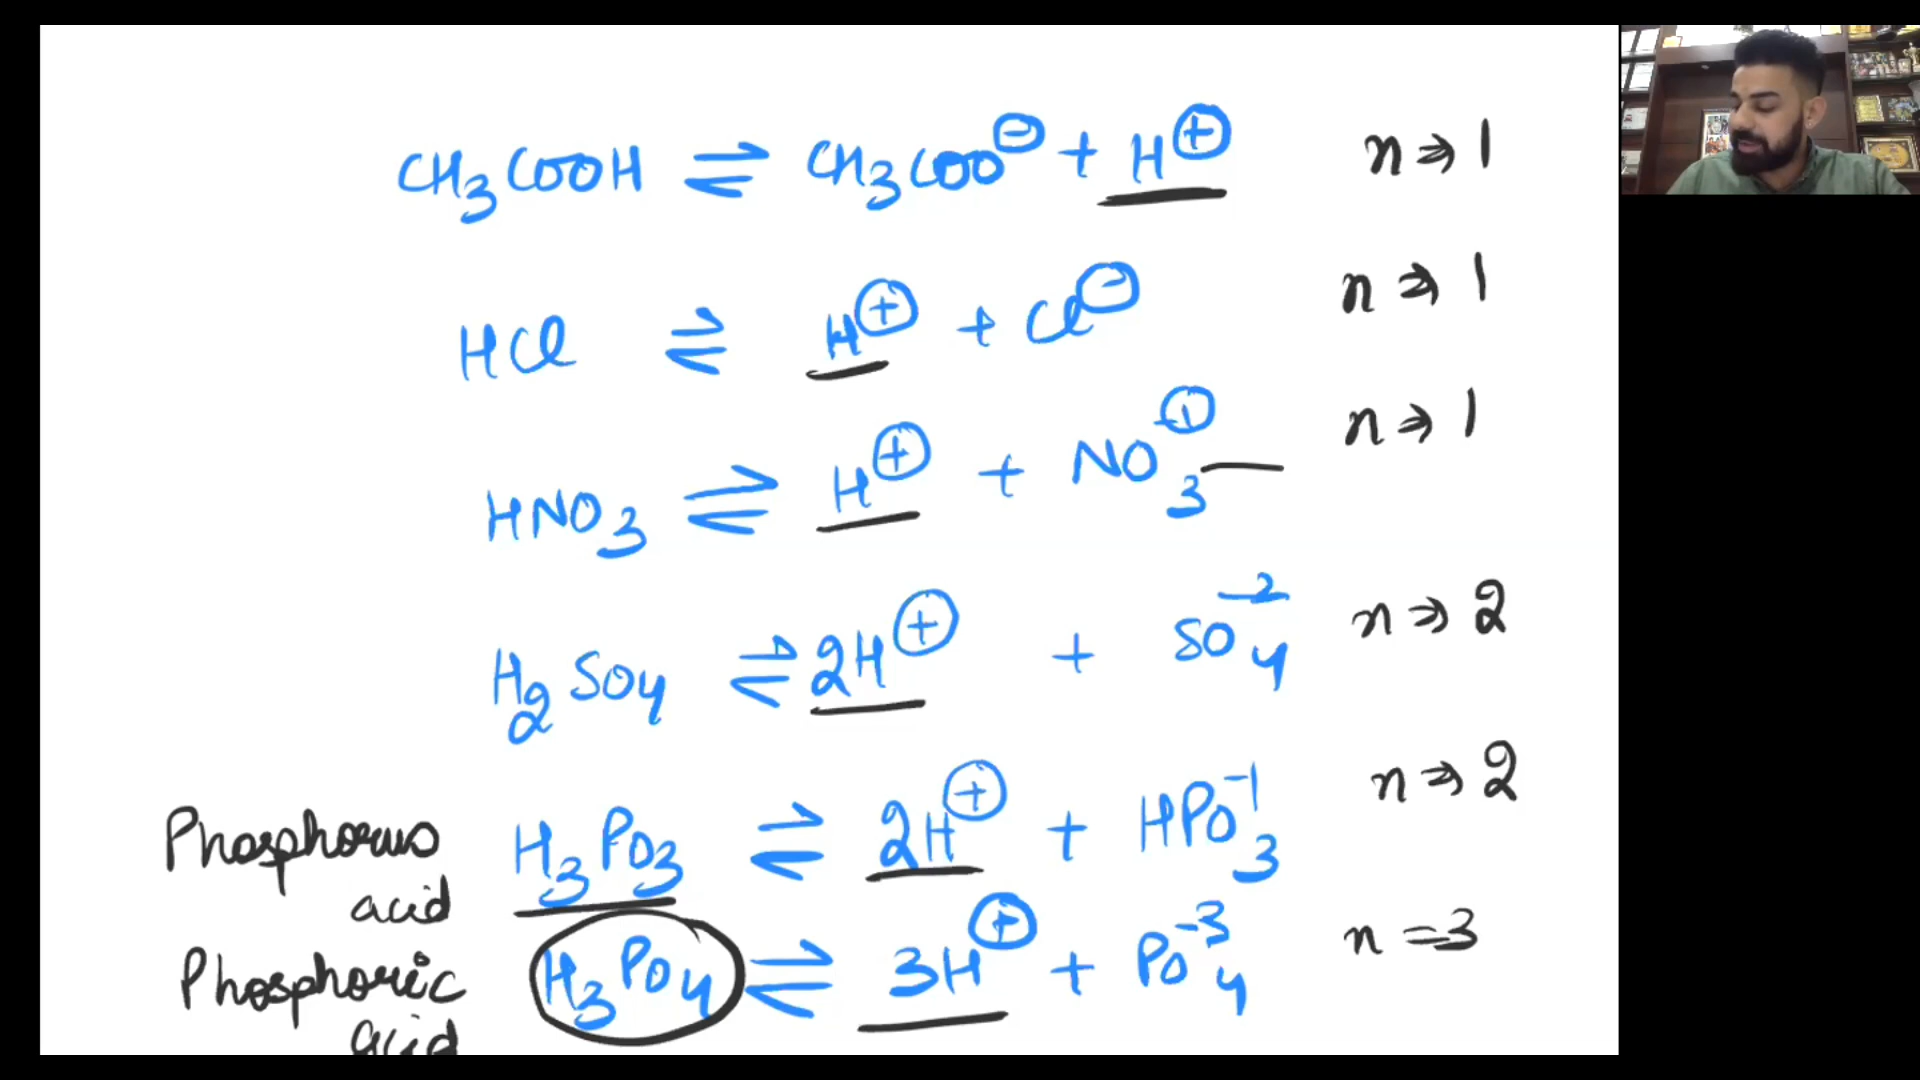 CH3COOH ⇌ CH3COO⊖ + H⊕ n → 1
HCl ⇌ H⊕ + Cl⊖ n → 1
HNO3 ⇌ H⊕ + NO3⊖ n → 1
H2SO4 ⇌ 2H⊕ + SO4-2 n → 2
Phosphorus acid H3PO3 ⇌ 2H⊕ + HPO3-1 n → 2
Phosphoric acid H3PO4 ⇌ 3H⊕ + PO4-3 n = 3